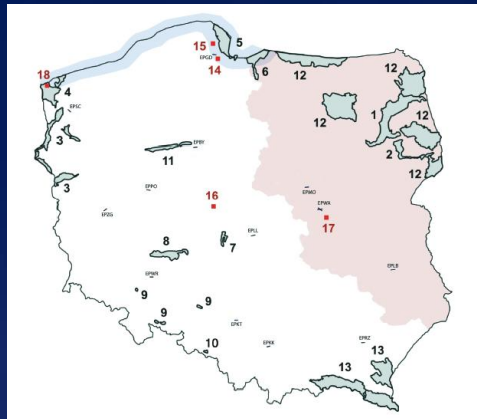 15
5
EPGD
14
6
12
12
18
4
EPSC
1
12
12
3
11
EPBY
2
12
3
EPPO
EPMO
EPWA
16
17
EPZG
7
EPLL
8
EPWR
EPLB
9
9
9
EPKT
10
EPKK
EPRZ
13
13